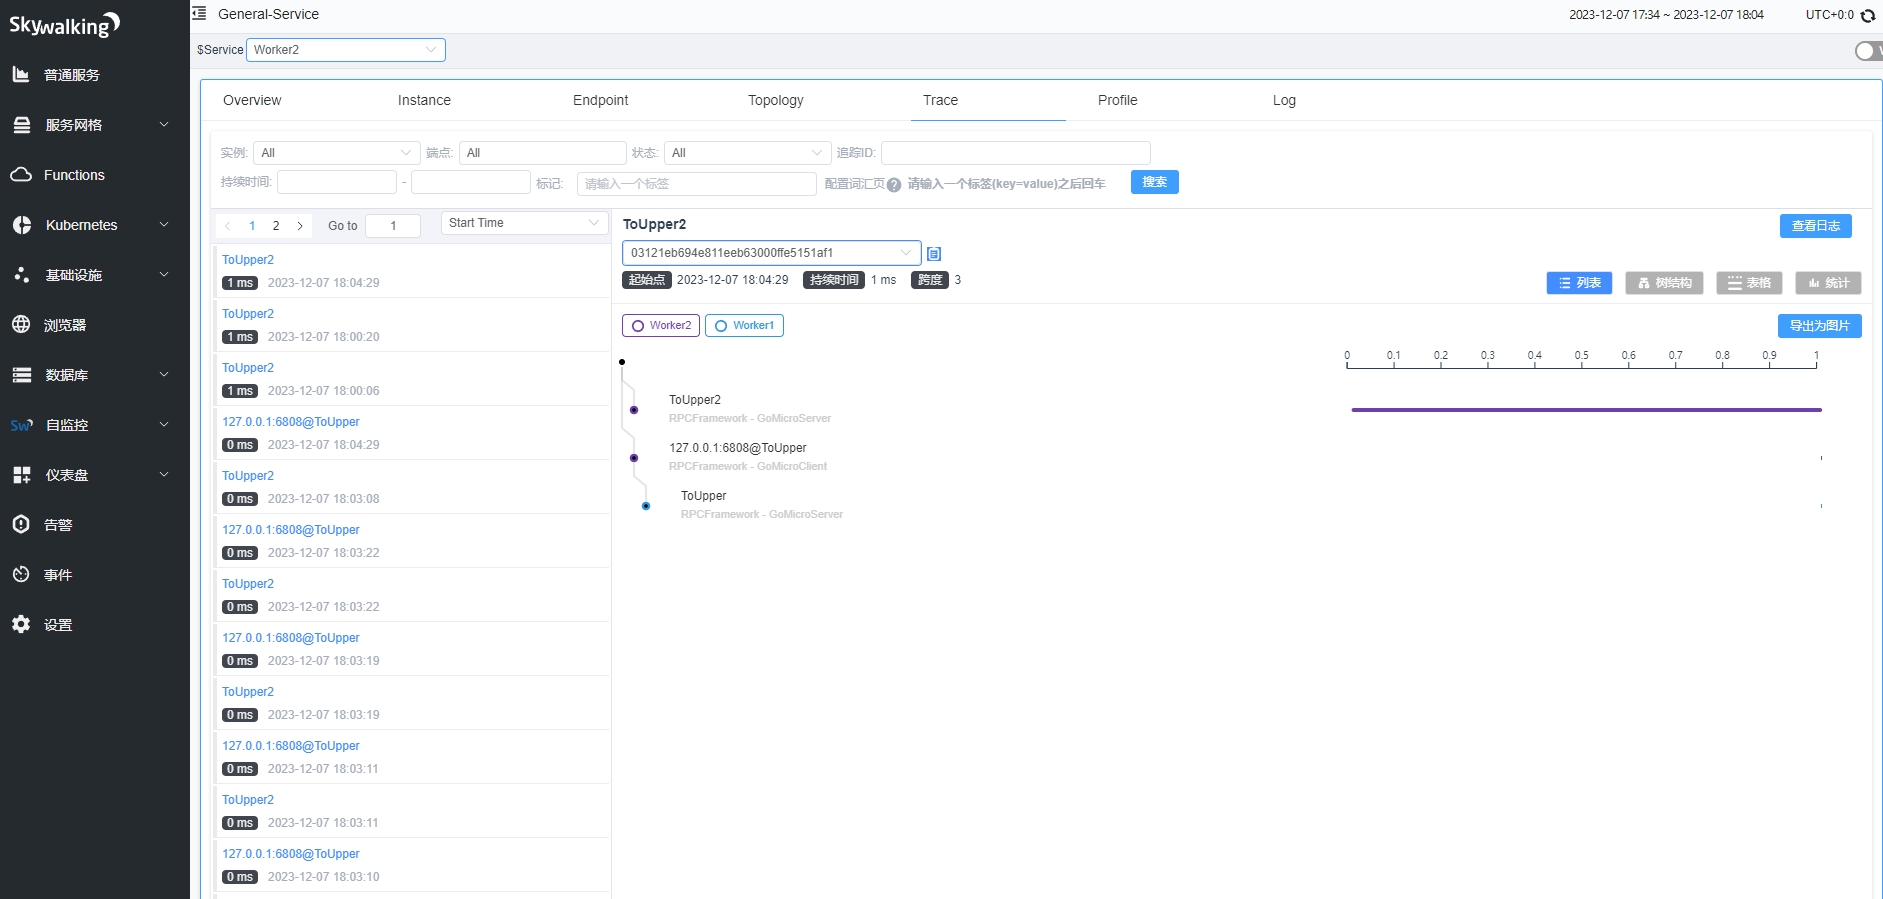 Skywalking
普通服务
服务网格
Functions
Kubernetes
基础设施
浏览器
数据库
Sw
自监控
仪表盘
告警
事件
设置
General-Service
2023-12-07 17:34 ~ 2023-12-07 18:04
UTC+0:0
$Service
Worker2
Overview
Instance
Endpoint
Topology
Trace
Profile
Log
实例: All
端点: All
状态: All
追踪ID:
持续时间: -
标记: 请输入一个标签
配置词汇页 ? 请输入一个标签(key=value)之后回车
搜索
< 1 2 > Go to 1
Start Time
ToUpper2
1 ms 2023-12-07 18:04:29
ToUpper2
1 ms 2023-12-07 18:00:20
ToUpper2
1 ms 2023-12-07 18:00:06
127.0.0.1:6808@ToUpper
0 ms 2023-12-07 18:04:29
ToUpper2
0 ms 2023-12-07 18:03:08
127.0.0.1:6808@ToUpper
0 ms 2023-12-07 18:03:22
ToUpper2
0 ms 2023-12-07 18:03:22
127.0.0.1:6808@ToUpper
0 ms 2023-12-07 18:03:19
ToUpper2
0 ms 2023-12-07 18:03:19
127.0.0.1:6808@ToUpper
0 ms 2023-12-07 18:03:11
ToUpper2
0 ms 2023-12-07 18:03:11
127.0.0.1:6808@ToUpper
0 ms 2023-12-07 18:03:10
ToUpper2
查看日志
03121eb694e811eeb63000ffe5151af1
起始点 2023-12-07 18:04:29 持续时间 1 ms 跨度 3
列表
树结构
表格
统计
Worker2
Worker1
导出为图片
0 0.1 0.2 0.3 0.4 0.5 0.6 0.7 0.8 0.9 1
ToUpper2
RPCFramework - GoMicroServer
127.0.0.1:6808@ToUpper
RPCFramework - GoMicroClient
ToUpper
RPCFramework - GoMicroServer